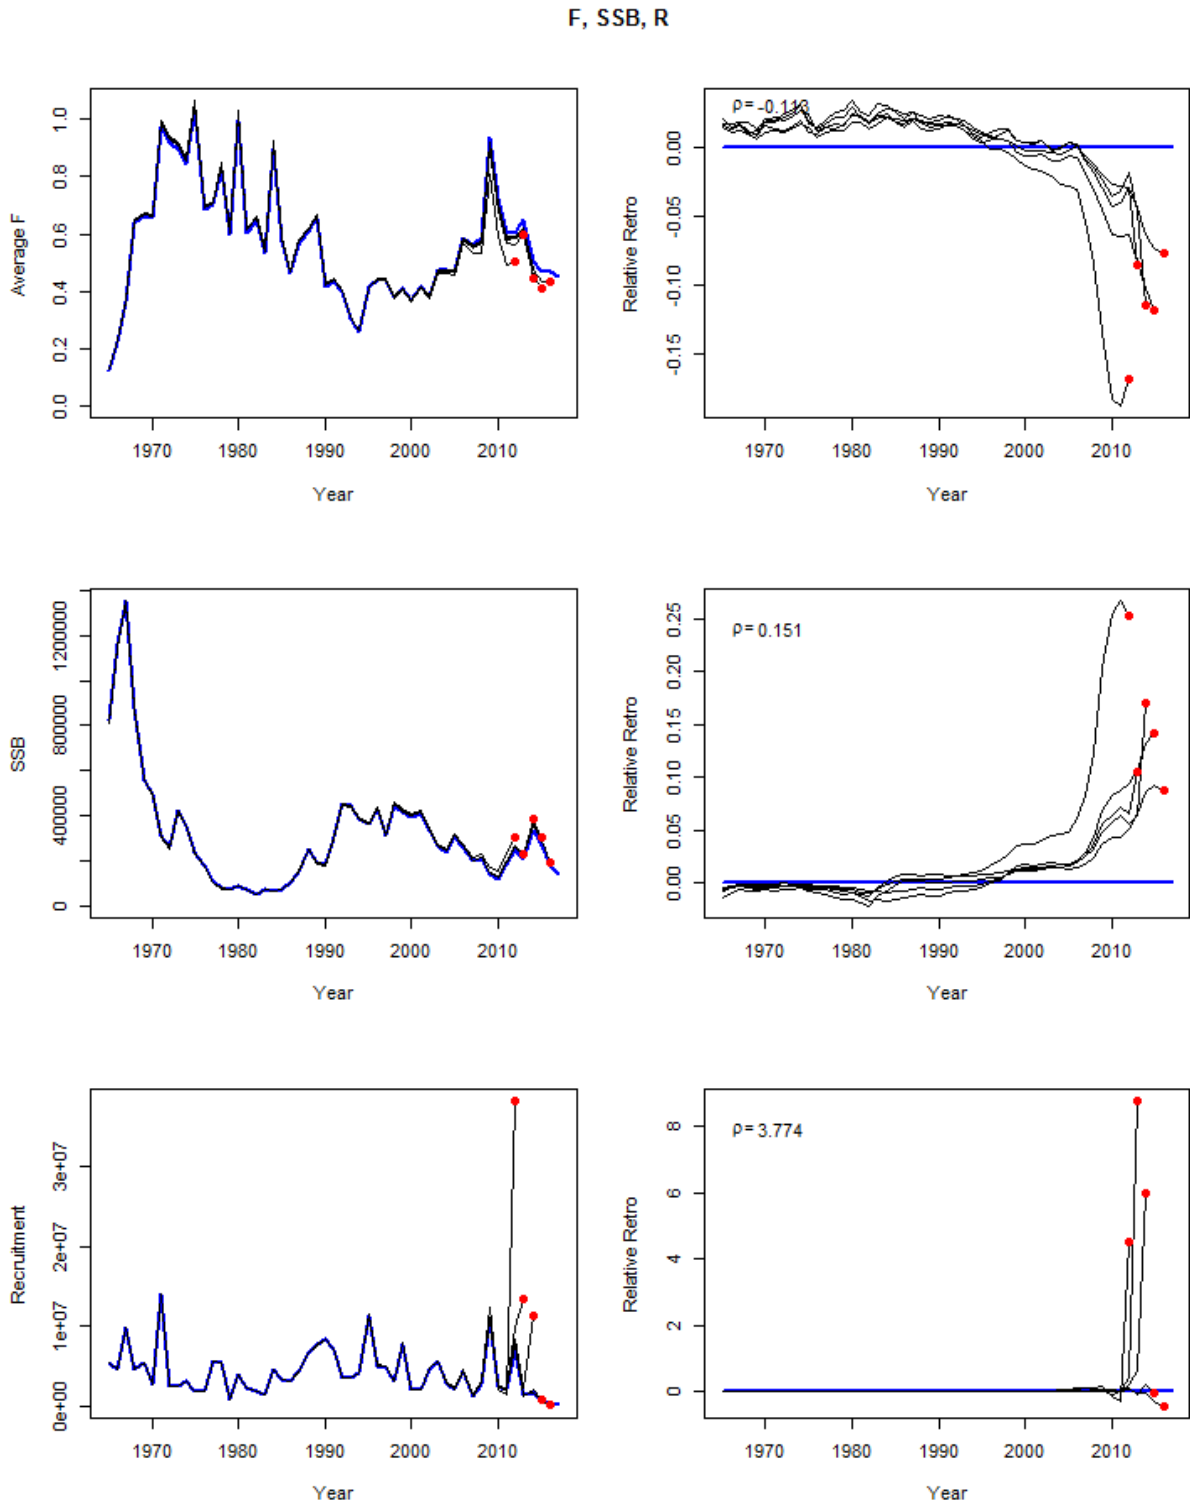 F, SSB, R
Average F
0.0 0.2 0.4 0.6 0.8 1.0
1970 1980 1990 2000 2010
Year
Relative Retro
-0.15 -0.10 -0.05 0.00
ρ = -0.113
1970 1980 1990 2000 2010
Year
SSB
0 400000 800000 1200000
1970 1980 1990 2000 2010
Year
Relative Retro
0.00 0.05 0.10 0.15 0.20 0.25
ρ = 0.151
1970 1980 1990 2000 2010
Year
Recruitment
0e+00 1e+07 2e+07 3e+07
1970 1980 1990 2000 2010
Year
Relative Retro
0 2 4 6 8
ρ = 3.774
1970 1980 1990 2000 2010
Year